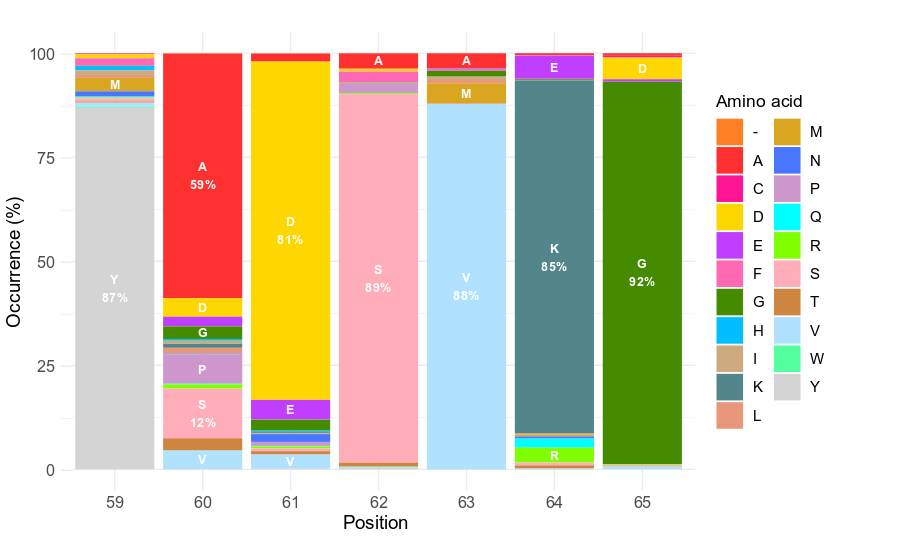 100
75
50
25
0
Occurrence (%)
M
Y
87%
A
59%
D
G
P
S
12%
V
D
81%
E
V
A
S
89%
A
M
V
88%
E
K
85%
R
D
G
92%
59 60 61 62 63 64 65
Position
Amino acid
- M
A N
C P
D Q
E R
F S
G T
H V
I W
K Y
L